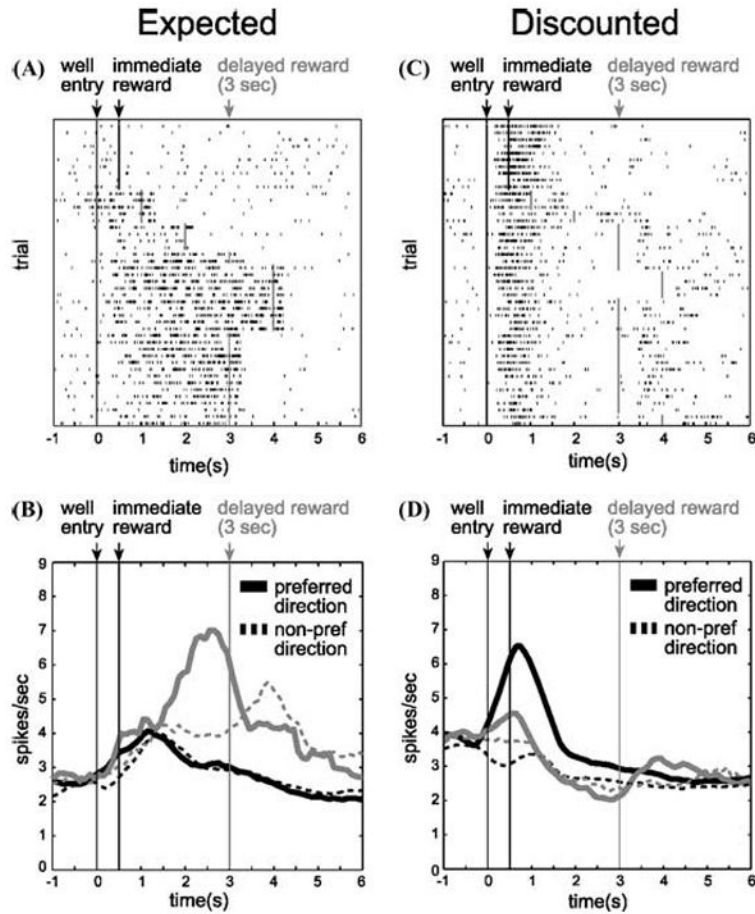 Expected
Discounted
(A)
well entry
immediate reward
delayed reward (3 sec)
trial
-1 0 1 2 3 4 5 6
time(s)
(C)
well entry
immediate reward
delayed reward (3 sec)
trial
-1 0 1 2 3 4 5 6
time(s)
(B)
well entry
immediate reward
delayed reward (3 sec)
9
8
7
6
5
4
3
2
1
0
spikes/sec
preferred direction
non-pref direction
-1 0 1 2 3 4 5 6
time(s)
(D)
well entry
immediate reward
delayed reward (3 sec)
9
8
7
6
5
4
3
2
1
0
spikes/sec
preferred direction
non-pref direction
-1 0 1 2 3 4 5 6
time(s)